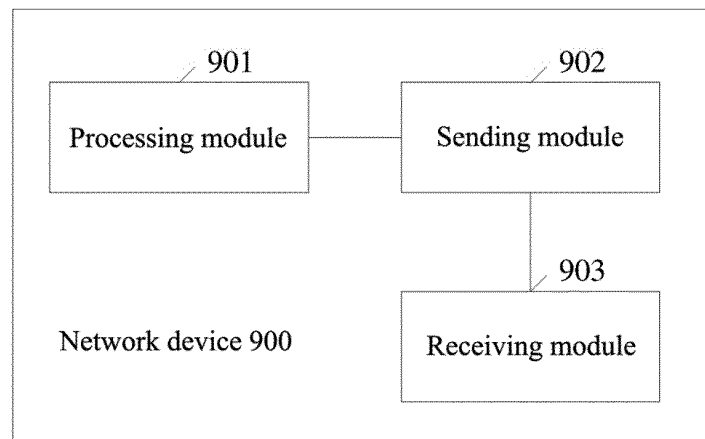 901
902
Processing module
Sending module
903
Network device 900
Receiving module